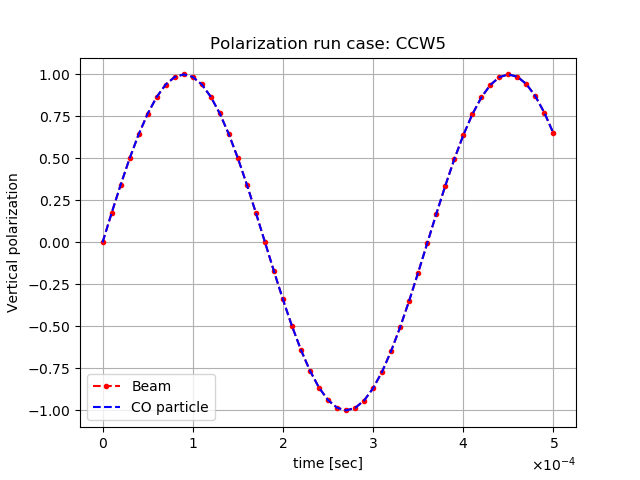 Polarization run case: CCW5
Vertical polarization
1.00
0.75
0.50
0.25
0.00
−0.25
−0.50
−0.75
−1.00
Beam
CO particle
0 1 2 3 4 5
time [sec]
×10⁻⁴